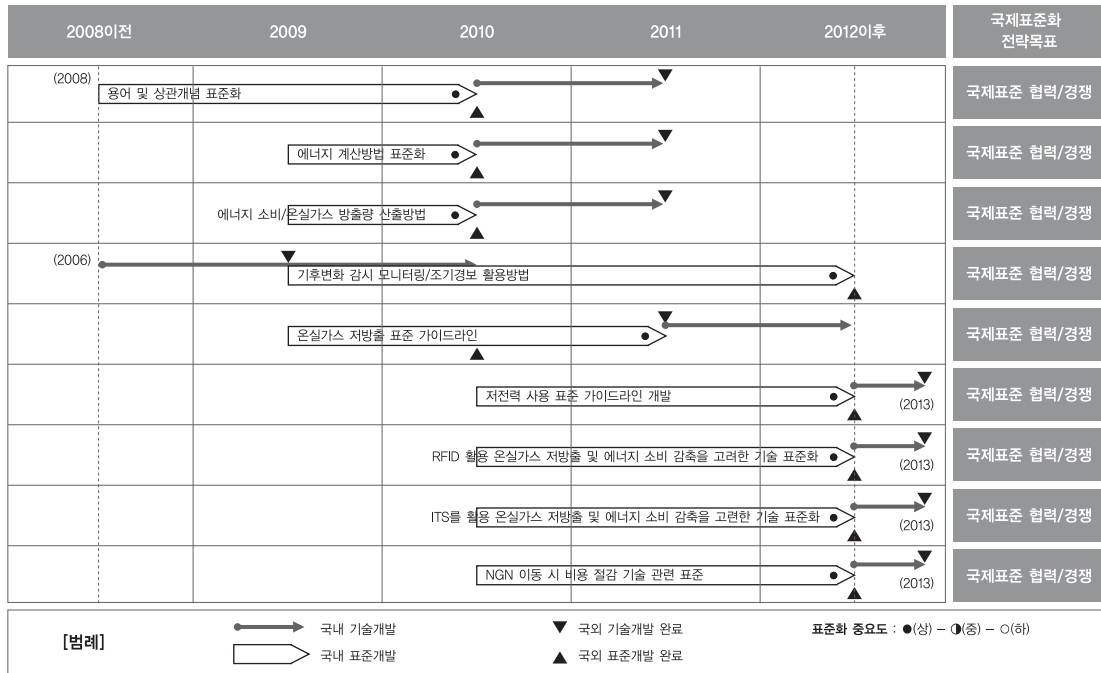 2008이전 2009 2010 2011 2012이후 국제표준화
전략목표
(2008)
용어 및 상관개념 표준화 국제표준 협력/경쟁
에너지 계산방법 표준화 국제표준 협력/경쟁
에너지 소비/온실가스 방출량 산출방법 국제표준 협력/경쟁
(2006)
기후변화 감시 모니터링/조기경보 활용방법 국제표준 협력/경쟁
온실가스 저방출 표준 가이드라인 국제표준 협력/경쟁
저전력 사용 표준 가이드라인 개발 국제표준 협력/경쟁
(2013)
RFID 활용 온실가스 저방출 및 에너지 소비 감축을 고려한 기술 표준화 국제표준 협력/경쟁
(2013)
ITS를 활용 온실가스 저방출 및 에너지 소비 감축을 고련한 기술 표준화 국제표준 협력/경쟁
(2013)
NGN 이동 시 비용 절감 기술 관련 표준 국제표준 협력/경쟁
(2013)
[범례]
국내 기술개발 ▼ 국외 기술개발 완료 표준화 중요도 : ●(상) – ◑(중) – ○(하)
국내 표준개발 ▲ 국외 표준개발 완료